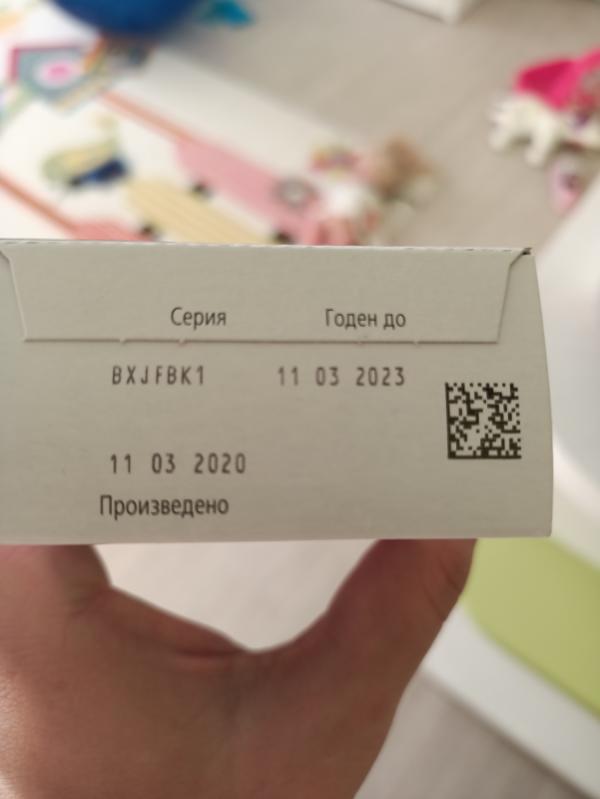 Серия Годен до
BXJFBK1 11 03 2023
11 03 2020
Произведено